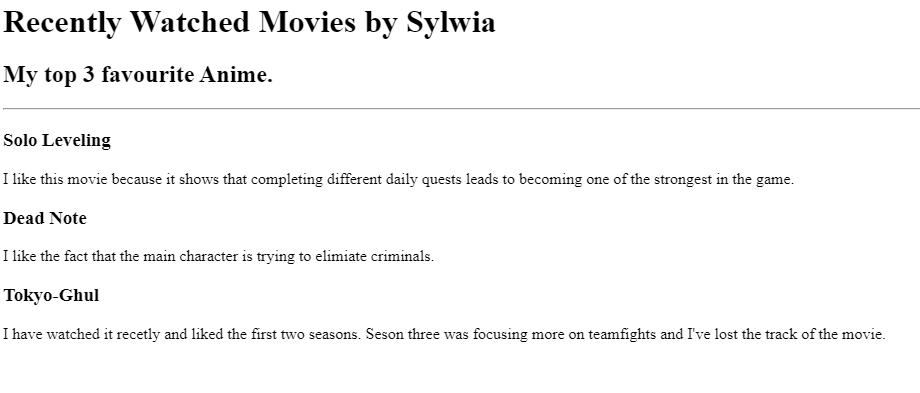 Recently Watched Movies by Sylwia
My top 3 favourite Anime.
Solo Leveling
I like this movie because it shows that completing different daily quests leads to becoming one of the strongest in the game.
Dead Note
I like the fact that the main character is trying to elimiate criminals.
Tokyo-Ghul
I have watched it recetly and liked the first two seasons. Seson three was focusing more on teamfights and I've lost the track of the movie.